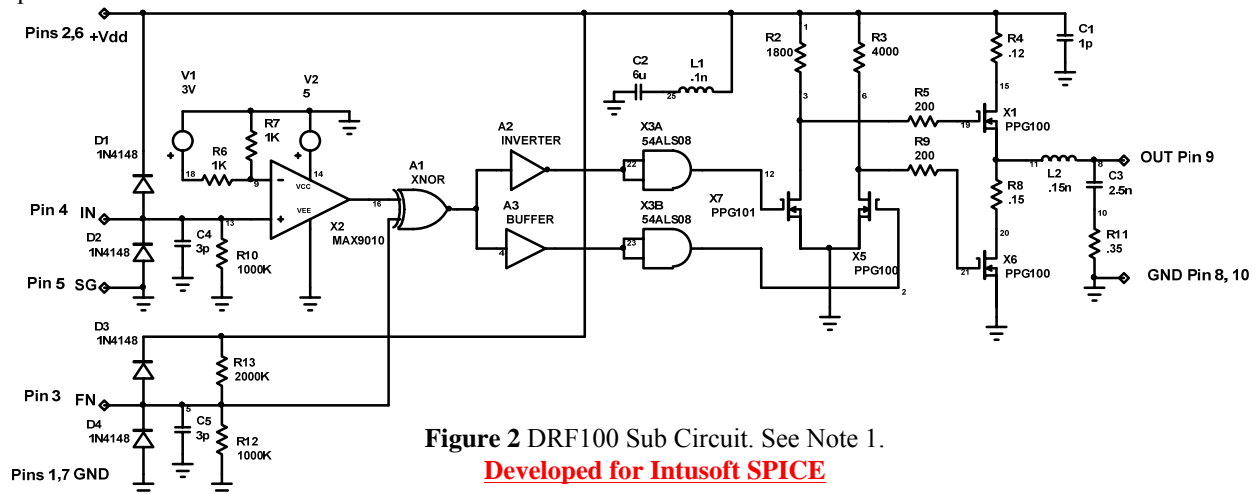 Pins 2,6 +Vdd
V1
3V
V2
5
R7
1K
R6
1K
18
9
14
VCC
VEE
X2
MAX9010
D1
1N4148
Pin 4 IN
D2
1N4148
Pin 5 SG
C4
3p
R10
1000K
13
16
A1
XNOR
A2
INVERTER
A3
BUFFER
4
X3A
54ALS08
22
X3B
54ALS08
23
12
2
C2
6u
25
L1
.1n
1
R2
1800
3
R3
4000
6
X7
PPG101
X5
PPG100
R5
200
19
R9
200
21
R4
.12
15
X1
PPG100
C1
1p
L2
.15n
11
8
OUT Pin 9
R8
.15
20
X6
PPG100
C3
2.5n
10
R11
.35
GND Pin 8, 10
D3
1N4148
Pin 3 FN
D4
1N4148
Pins 1,7 GND
R13
2000K
5
C5
3p
R12
1000K
Figure 2 DRF100 Sub Circuit. See Note 1.
Developed for Intusoft SPICE